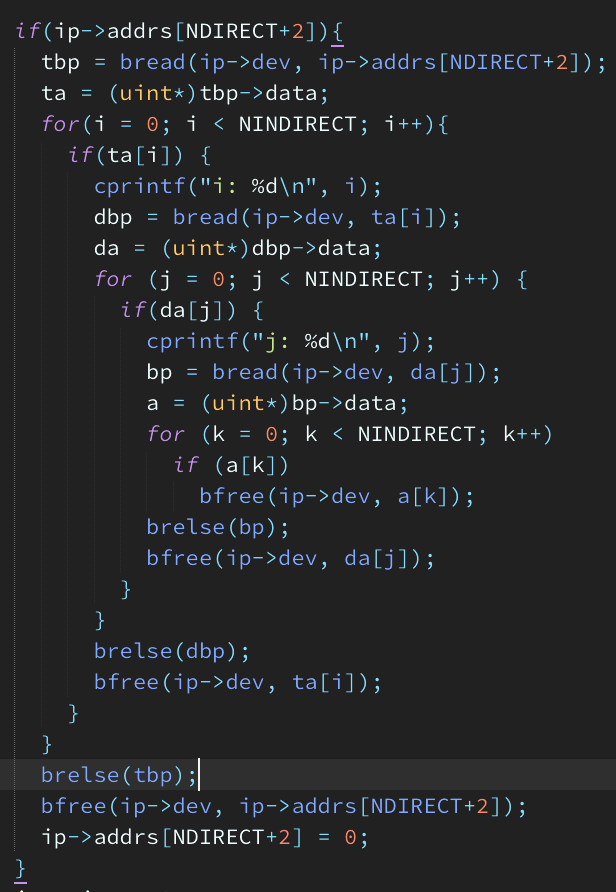 if(ip->addrs[NDIRECT+2]){
  tbp = bread(ip->dev, ip->addrs[NDIRECT+2]);
  ta = (uint*)tbp->data;
  for(i = 0; i < NINDIRECT; i++){
    if(ta[i]) {
      cprintf("i: %d\n", i);
      dbp = bread(ip->dev, ta[i]);
      da = (uint*)dbp->data;
      for (j = 0; j < NINDIRECT; j++) {
        if(da[j]) {
          cprintf("j: %d\n", j);
          bp = bread(ip->dev, da[j]);
          a = (uint*)bp->data;
          for (k = 0; k < NINDIRECT; k++)
            if (a[k])
              bfree(ip->dev, a[k]);
          brelse(bp);
          bfree(ip->dev, da[j]);
        }
      }
      brelse(dbp);
      bfree(ip->dev, ta[i]);
    }
  }
  brelse(tbp);
  bfree(ip->dev, ip->addrs[NDIRECT+2]);
  ip->addrs[NDIRECT+2] = 0;
}